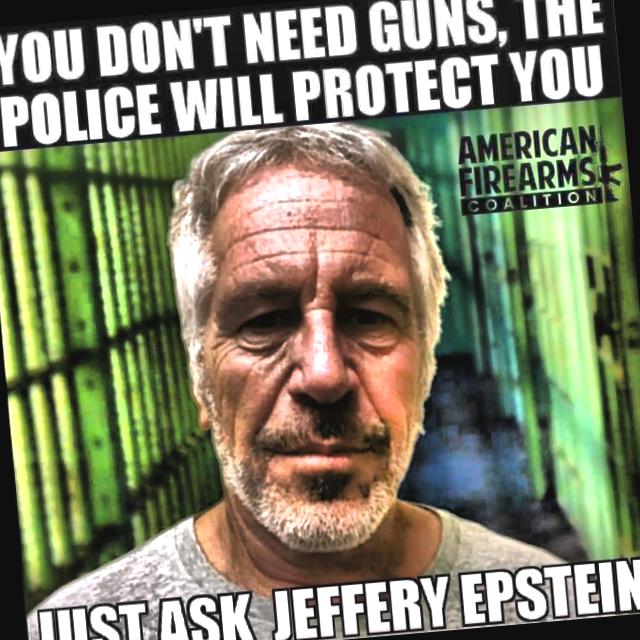 YOU DON'T NEED GUNS, THE
POLICE WILL PROTECT YOU
AMERICAN
FIREARMS
COALITION
JUST ASK JEFFERY EPSTEIN